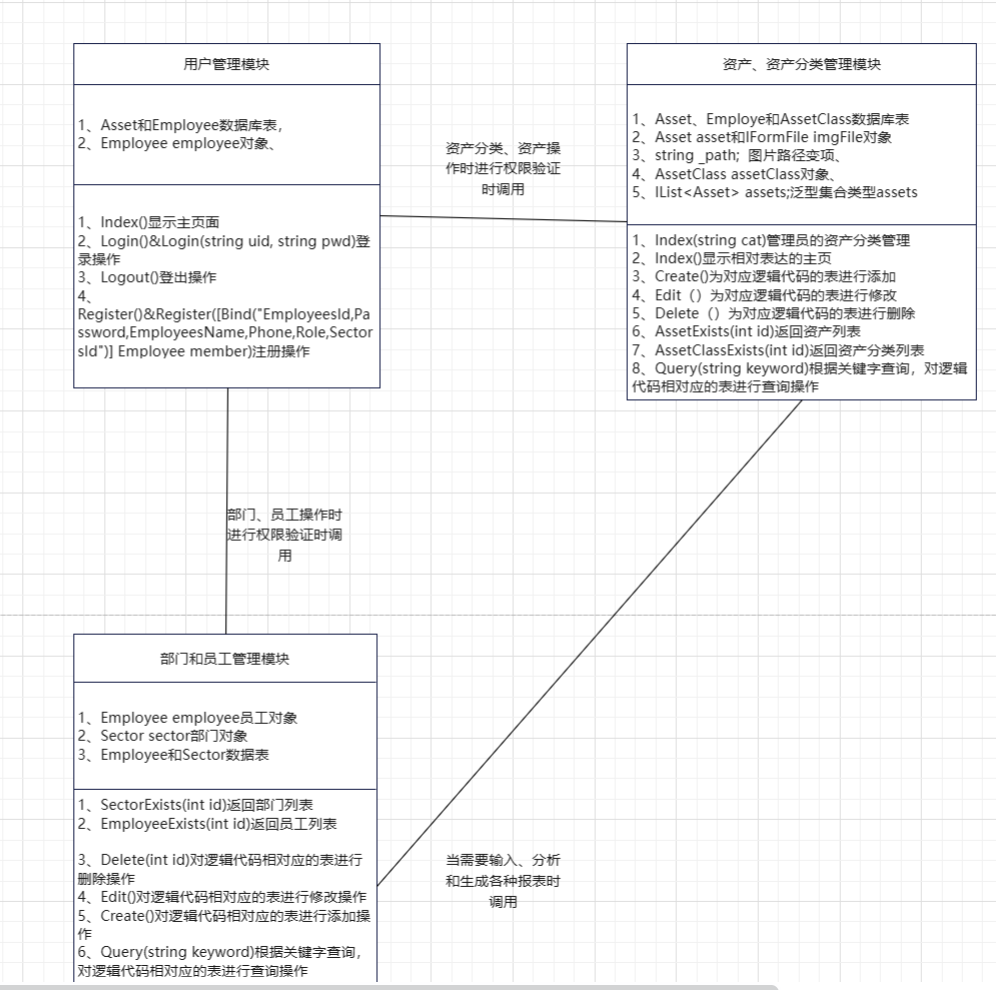 用户管理模块
1、Asset和Employee数据库表，
2、Employee employee对象、
1、Index()显示主页面
2、Login()&Login(string uid, string pwd)登
录操作
3、Logout()登出操作
4、
Register()&Register([Bind("EmployeesId,Pa
ssword,EmployeesName,Phone,Role,Sector
sId")] Employee member)注册操作
资产分类、资产操
作时进行权限验证
时调用
资产、资产分类管理模块
1、Asset、Employe和AssetClass数据库表
2、Asset asset和IFormFile imgFile对象
3、string _path; 图片路径变项、
4、AssetClass assetClass对象、
5、IList<Asset> assets;泛型集合类型assets
1、Index(string cat)管理员的资产分类管理
2、Index()显示相对表达的主页
3、Create()为对应逻辑代码的表进行添加
4、Edit（）为对应逻辑代码的表进行修改
5、Delete（）为对应逻辑代码的表进行删除
6、AssetExists(int id)返回资产列表
7、AssetClassExists(int id)返回资产分类列表
8、Query(string keyword)根据关键字查询，对逻辑
代码相对应的表进行查询操作
部门、员工操作时
进行权限验证时调
用
部门和员工管理模块
1、Employee employee员工对象
2、Sector sector部门对象
3、Employee和Sector数据表
1、SectorExists(int id)返回部门列表
2、EmployeeExists(int id)返回员工列表
3、Delete(int id)对逻辑代码相对应的表进行
删除操作
4、Edit()对逻辑代码相对应的表进行修改操作
5、Create()对逻辑代码相对应的表进行添加操
作
6、Query(string keyword)根据关键字查询，
对逻辑代码相对应的表进行查询操作
当需要输入、分析
和生成各种报表时
调用